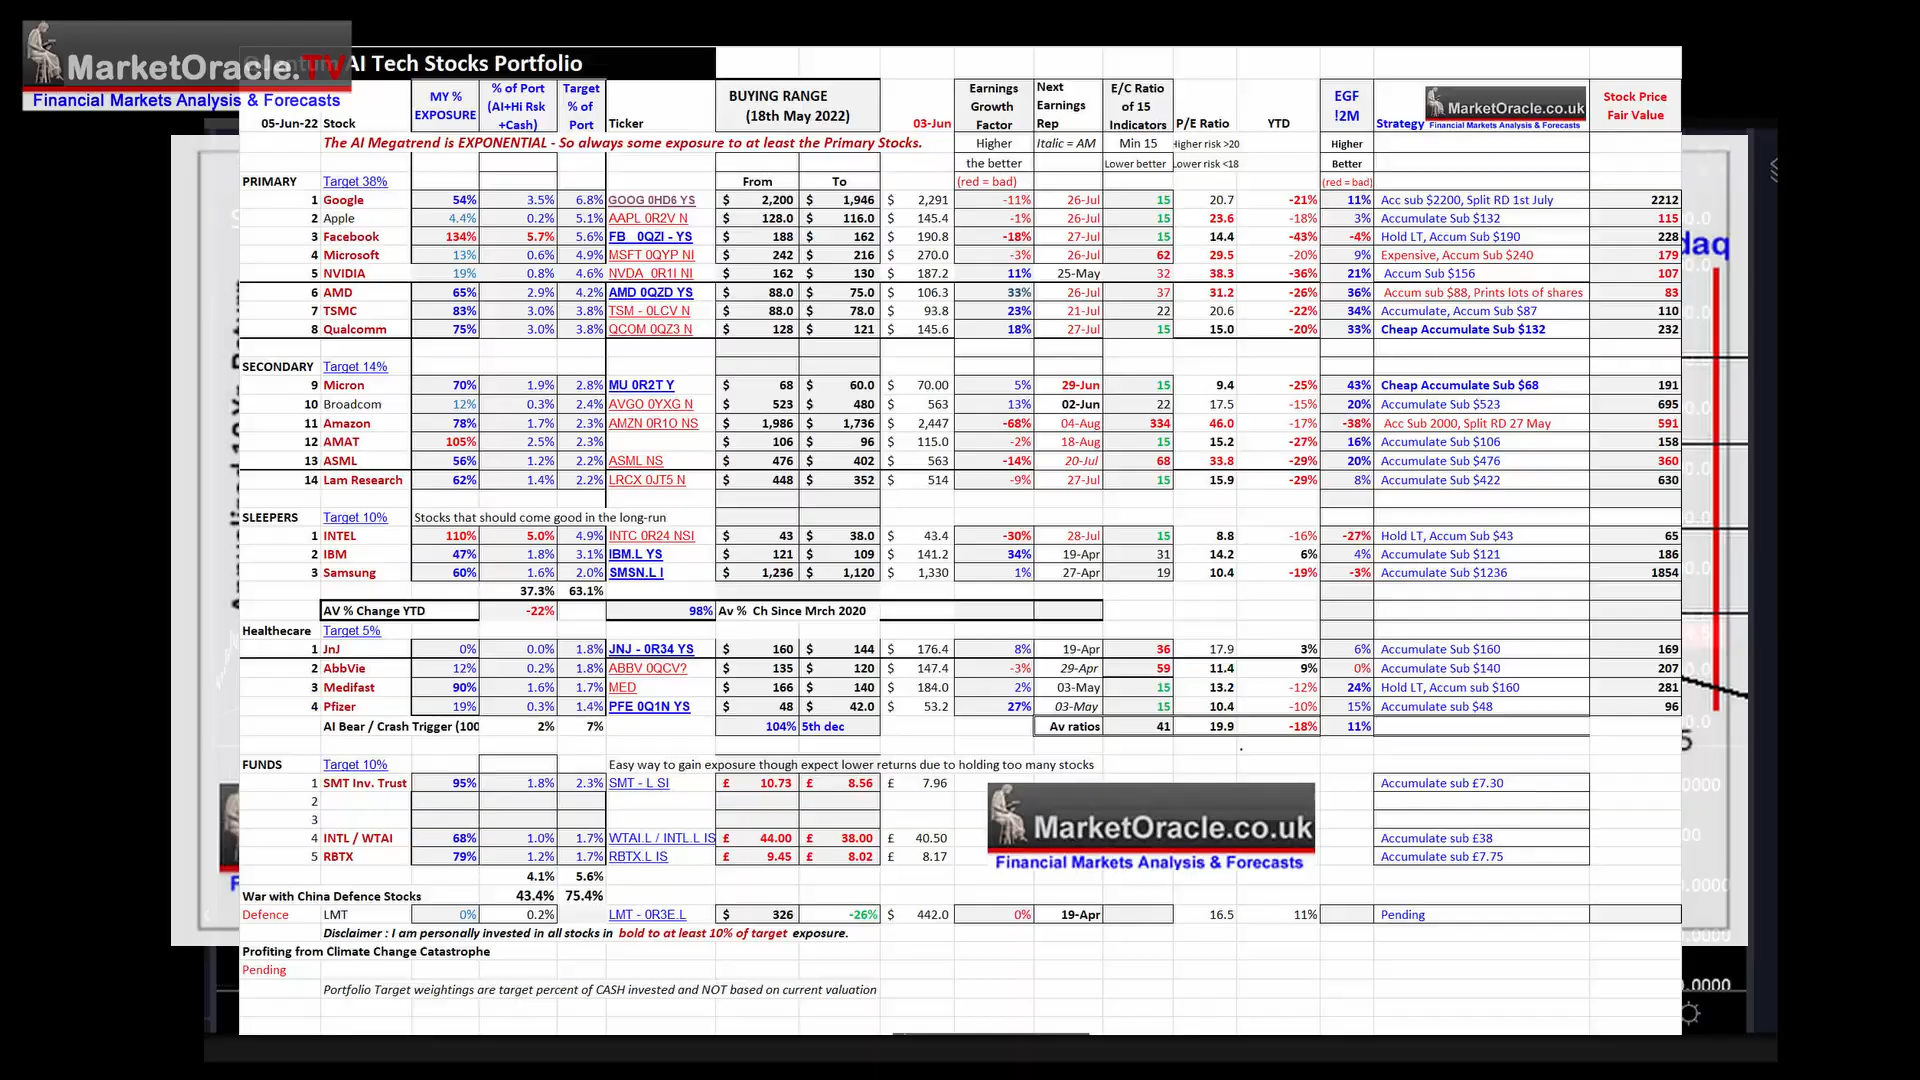 MarketOracle.TV
Financial Markets Analysis & Forecasts
AI Tech Stocks Portfolio
05-Jun-22 Stock MY % EXPOSURE % of Port (AI+Hi Rsk +Cash) Target % of Port Ticker BUYING RANGE (18th May 2022) 03-Jun Earnings Growth Factor Next Earnings Rep E/C Ratio of 15 Indicators P/E Ratio YTD EGF !2M Strategy MarketOracle.co.uk Financial Markets Analysis & Forecasts Stock Price Fair Value
The AI Megatrend is EXPONENTIAL - So always some exposure to at least the Primary Stocks. Higher Italic = AM Min 15 Higher risk >20 Higher
the better Lower better Lower risk <18 Better
PRIMARY Target 38% From To (red = bad) (red = bad)
1 Google 54% 3.5% 6.8% GOOG 0HD6 YS $ 2,200 $ 1,946 $ 2,291 -11% 26-Jul 15 20.7 -21% 11% Acc sub $2200, Split RD 1st July 2212
2 Apple 4.4% 0.2% 5.1% AAPL 0R2V N $ 128.0 $ 116.0 $ 145.4 -1% 26-Jul 15 23.6 -18% 3% Accumulate Sub $132 115
3 Facebook 134% 5.7% 5.6% FB 0QZI - YS $ 188 $ 162 $ 190.8 -18% 27-Jul 15 14.4 -43% -4% Hold LT, Accum Sub $190 228
4 Microsoft 13% 0.6% 4.9% MSFT 0QYP NI $ 242 $ 216 $ 270.0 -3% 26-Jul 62 29.5 -20% 9% Expensive, Accum Sub $240 179
5 NVIDIA 19% 0.8% 4.6% NVDA 0R1I NI $ 162 $ 130 $ 187.2 11% 25-May 32 38.3 -36% 21% Accum Sub $156 107
6 AMD 65% 2.9% 4.2% AMD 0QZD YS $ 88.0 $ 75.0 $ 106.3 33% 26-Jul 37 31.2 -26% 36% Accum sub $88, Prints lots of shares 83
7 TSMC 83% 3.0% 3.8% TSM - 0LCV N $ 88.0 $ 78.0 $ 93.8 23% 21-Jul 22 20.6 -22% 34% Accumulate, Accum Sub $87 110
8 Qualcomm 75% 3.0% 3.8% QCOM 0QZ3 N $ 128 $ 121 $ 145.6 18% 27-Jul 15 15.0 -20% 33% Cheap Accumulate Sub $132 232
SECONDARY Target 14%
9 Micron 70% 1.9% 2.8% MU 0R2T Y $ 68 $ 60.0 $ 70.00 5% 29-Jun 15 9.4 -25% 43% Cheap Accumulate Sub $68 191
10 Broadcom 12% 0.3% 2.4% AVGO 0YXG N $ 523 $ 480 $ 563 13% 02-Jun 22 17.5 -15% 20% Accumulate Sub $523 695
11 Amazon 78% 1.7% 2.3% AMZN 0R1O NS $ 1,986 $ 1,736 $ 2,447 -68% 04-Aug 334 46.0 -17% -38% Acc Sub 2000, Split RD 27 May 591
12 AMAT 105% 2.5% 2.3% $ 106 $ 96 $ 115.0 -2% 18-Aug 15 15.2 -27% 16% Accumulate Sub $106 158
13 ASML 56% 1.2% 2.2% ASML NS $ 476 $ 402 $ 563 -14% 20-Jul 68 33.8 -29% 20% Accumulate Sub $476 360
14 Lam Research 62% 1.4% 2.2% LRCX 0JT5 N $ 448 $ 352 $ 514 -9% 27-Jul 15 15.9 -29% 8% Accumulate Sub $422 630
SLEEPERS Target 10% Stocks that should come good in the long-run
1 INTEL 110% 5.0% 4.9% INTC 0R24 NSI $ 43 $ 38.0 $ 43.4 -30% 28-Jul 15 8.8 -16% -27% Hold LT, Accum Sub $43 65
2 IBM 47% 1.8% 3.1% IBM.L YS $ 121 $ 109 $ 141.2 34% 19-Apr 31 14.2 6% 4% Accumulate Sub $121 186
3 Samsung 60% 1.6% 2.0% SMSN.L I $ 1,236 $ 1,120 $ 1,330 1% 27-Apr 19 10.4 -19% -3% Accumulate Sub $1236 1854
37.3% 63.1%
AV % Change YTD -22% 98% Av % Ch Since Mrch 2020
Healthcare Target 5%
1 JnJ 0% 0.0% 1.8% JNJ - 0R34 YS $ 160 $ 144 $ 176.4 8% 19-Apr 36 17.9 3% 6% Accumulate Sub $160 169
2 AbbVie 12% 0.2% 1.8% ABBV 0QCV? $ 135 $ 120 $ 147.4 -3% 29-Apr 59 11.4 9% 0% Accumulate Sub $140 207
3 Medifast 90% 1.6% 1.7% MED $ 166 $ 140 $ 184.0 2% 03-May 15 13.2 -12% 24% Hold LT, Accum sub $160 281
4 Pfizer 19% 0.3% 1.4% PFE 0Q1N YS $ 48 $ 42.0 $ 53.2 27% 03-May 15 10.4 -10% 15% Accumulate sub $48 96
AI Bear / Crash Trigger (100 2% 7% 104% 5th dec Av ratios 41 19.9 -18% 11%
FUNDS Target 10% Easy way to gain exposure though expect lower returns due to holding too many stocks
1 SMT Inv. Trust 95% 1.8% 2.3% SMT - L SI £ 10.73 £ 8.56 £ 7.96 Accumulate sub £7.30
2
3
4 INTL / WTAI 68% 1.0% 1.7% WTAI.L / INTL.L IS £ 44.00 £ 38.00 £ 40.50 Accumulate sub £38
5 RBTX 79% 1.2% 1.7% RBTX.L IS £ 9.45 £ 8.02 £ 8.17 Accumulate sub £7.75
MarketOracle.co.uk
Financial Markets Analysis & Forecasts
4.1% 5.6%
War with China Defence Stocks 43.4% 75.4%
Defence LMT 0% 0.2% LMT - 0R3E.L $ 326 -26% $ 442.0 0% 19-Apr 16.5 11% Pending
Disclaimer : I am personally invested in all stocks in bold to at least 10% of target exposure.
Profiting from Climate Change Catastrophe
Pending
Portfolio Target weightings are target percent of CASH invested and NOT based on current valuation